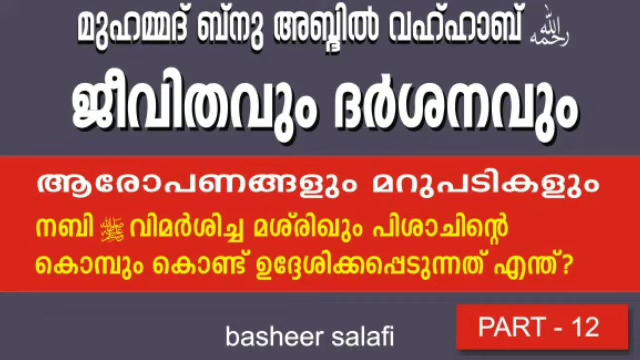 മുഹമ്മദ് ബ്നു അബ്ദിൽ വഹ്ഹാബ് رحمه الله
ജീവിതവും ദർശനവും
ആരോപണങ്ങളും മറുപടികളും
നബി ﷺ വിമർശിച്ച മശ്‌രിഖും പിശാചിന്റെ
കൊമ്പും കൊണ്ട് ഉദ്ദേശിക്കപ്പെടുന്നത് എന്ത്?
PART - 12
basheer salafi